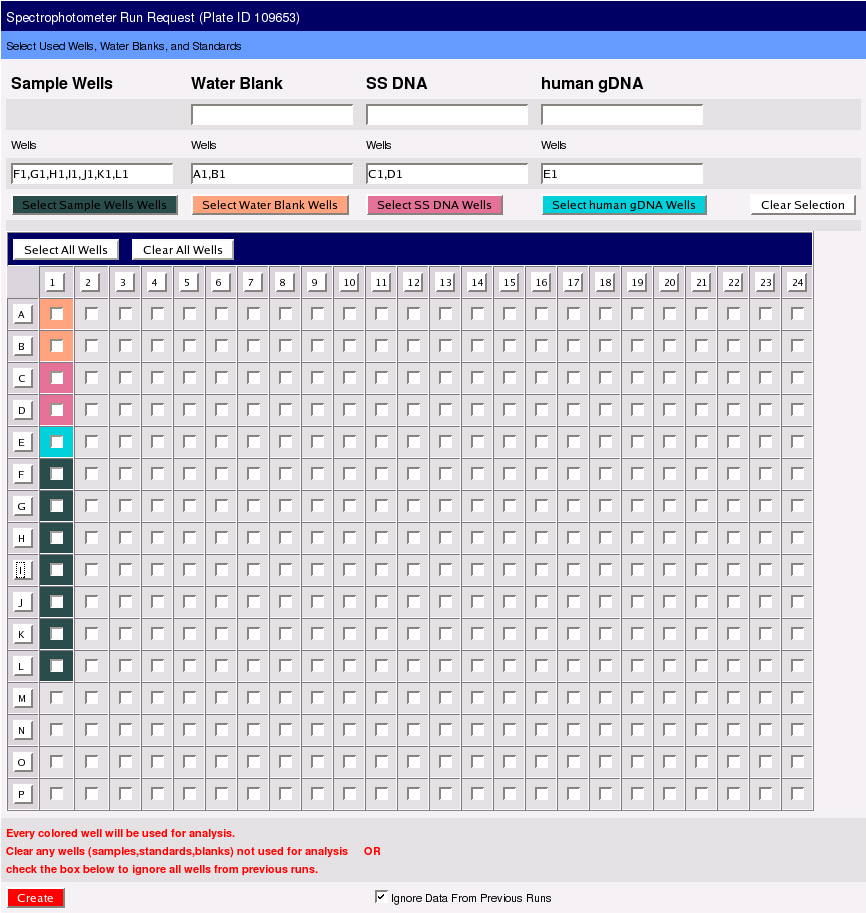 Spectrophotometer Run Request (Plate ID 109653)
Select Used Wells, Water Blanks, and Standards
Sample Wells Water Blank SS DNA human gDNA
Wells Wells Wells Wells
F1,G1,H1,I1,J1,K1,L1 A1,B1 C1,D1 E1
Select Sample Wells Wells Select Water Blank Wells Select SS DNA Wells Select human gDNA Wells Clear Selection
Select All Wells Clear All Wells
1 2 3 4 5 6 7 8 9 10 11 12 13 14 15 16 17 18 19 20 21 22 23 24
A
B
C
D
E
F
G
H
I
J
K
L
M
N
O
P
Every colored well will be used for analysis.
Clear any wells (samples,standards,blanks) not used for analysis OR
check the box below to ignore all wells from previous runs.
Create Ignore Data From Previous Runs